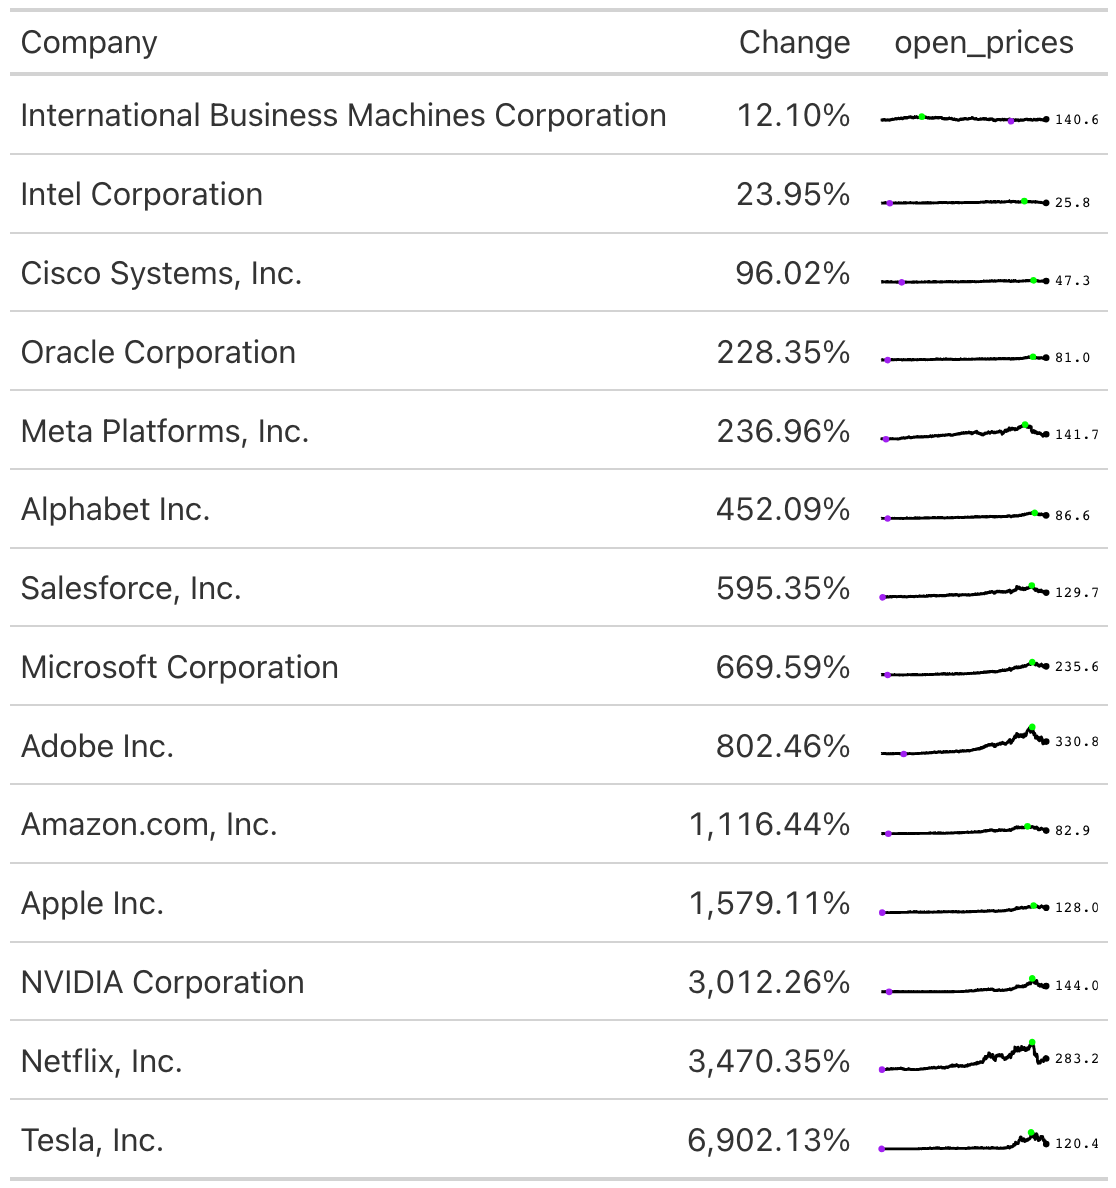 Company Change open_prices
International Business Machines Corporation 12.10% 140.6
Intel Corporation 23.95% 25.8
Cisco Systems, Inc. 96.02% 47.3
Oracle Corporation 228.35% 81.0
Meta Platforms, Inc. 236.96% 141.7
Alphabet Inc. 452.09% 86.6
Salesforce, Inc. 595.35% 129.7
Microsoft Corporation 669.59% 235.6
Adobe Inc. 802.46% 330.8
Amazon.com, Inc. 1,116.44% 82.9
Apple Inc. 1,579.11% 128.0
NVIDIA Corporation 3,012.26% 144.0
Netflix, Inc. 3,470.35% 283.2
Tesla, Inc. 6,902.13% 120.4